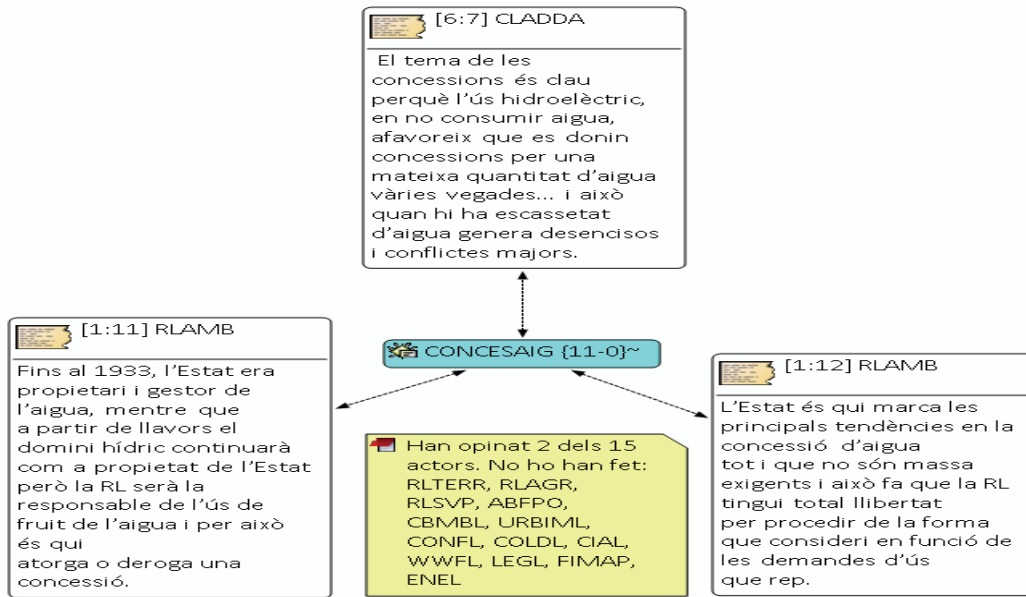 [6:7] CLADDA
El tema de les
concessions és clau
perquè l'ús hidroelèctric,
en no consumir aigua,
afavoreix que es donin
concessions per una
mateixa quantitat d'aigua
vàries vegades... i això
quan hi ha escassetat
d'aigua genera desencisos
i conflictes majors.
CONCESAIG {11-0}~
[1:11] RLAMB
Fins al 1933, l'Estat era
propietari i gestor de
l'aigua, mentre que
a partir de llavors el
domini hídric continuarà
com a propietat de l'Estat
però la RL serà la
responsable de l'ús de
fruit de l'aigua i per això
és qui
atorga o deroga una
concessió.
Han opinat 2 dels 15
actors. No ho han fet:
RLTERR, RLAGR,
RLSVP, ABFPO,
CBMBL, URBIML,
CONFL, COLDL, CIAL,
WWFL, LEGL, FIMAP,
ENEL
[1:12] RLAMB
L'Estat és qui marca les
principals tendències en la
concessió d'aigua
tot i que no són massa
exigents i això fa que la RL
tingui total llibertat
per procedir de la forma
que consideri en funció de
les demandes d'ús
que rep.